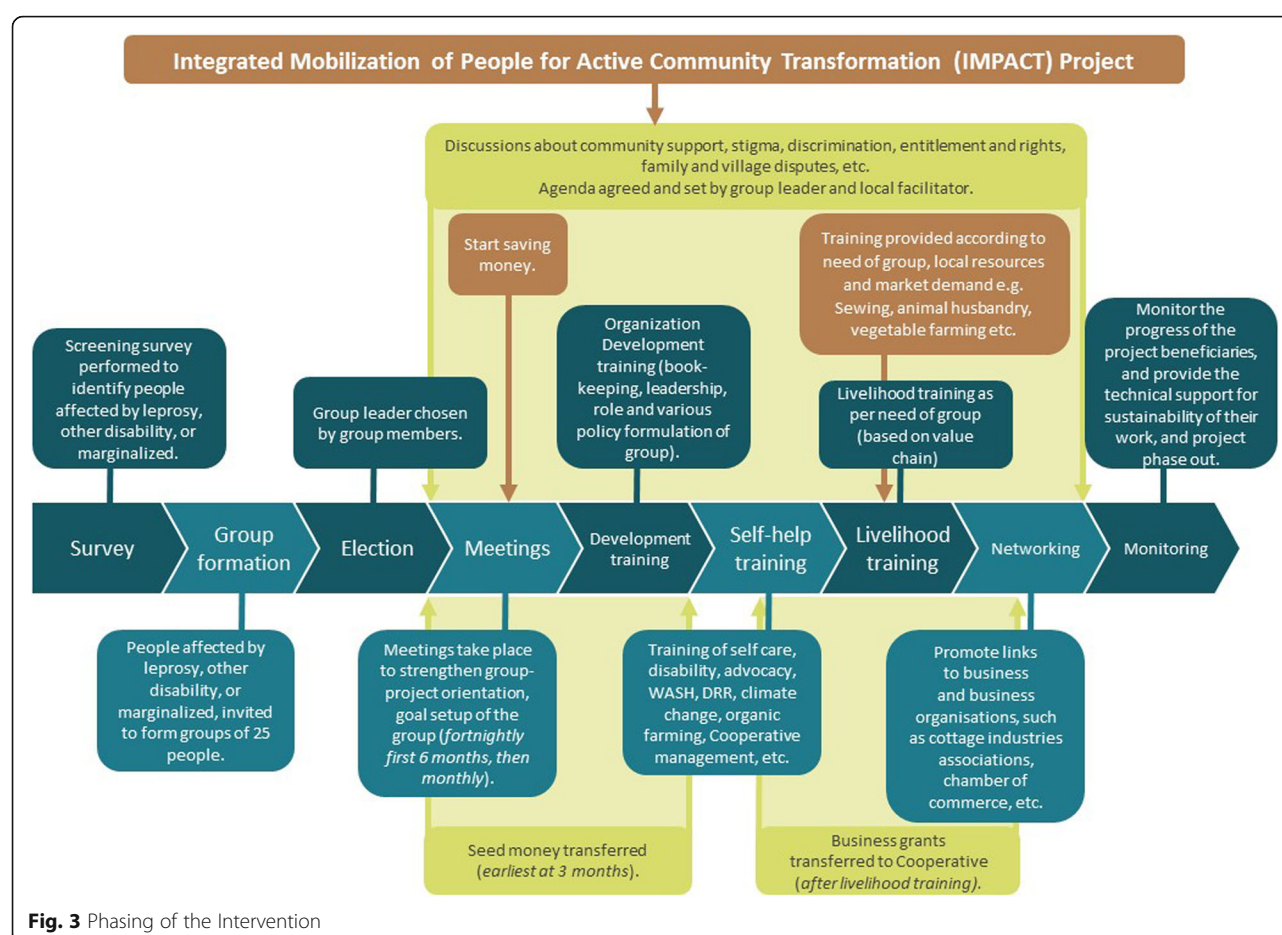 Integrated Mobilization of People for Active Community Transformation (IMPACT) Project
Discussions about community support, stigma, discrimination, entitlement and rights,
family and village disputes, etc.
Agenda agreed and set by group leader and local facilitator.
Start saving
money.
Training provided according to
need of group, local resources
and market demand e.g.
Sewing, animal husbandry,
vegetable farming etc.
Screening survey
performed to
identify people
affected by leprosy,
other disability, or
marginalized.
Group leader chosen
by group members.
Organization
Development
training (book-
keeping, leadership,
role and various
policy formulation of
group).
Livelihood training as
per need of group
(based on value
chain)
Monitor the
progress of the
project beneficiaries,
and provide the
technical support for
sustainability of their
work, and project
phase out.
Survey
Group
formation
Election
Meetings
Development
training
Self-help
training
Livelihood
training
Networking
Monitoring
People affected by
leprosy, other
disability, or
marginalized, invited
to form groups of 25
people.
Meetings take place
to strengthen group-
project orientation,
goal setup of the
group (fortnightly
first 6 months, then
monthly).
Training of self care,
disability, advocacy,
WASH, DRR, climate
change, organic
farming, Cooperative
management, etc.
Promote links
to business
and business
organisations, such
as cottage industries
associations,
chamber of
commerce, etc.
Seed money transferred
(earliest at 3 months).
Business grants
transferred to Cooperative
(after livelihood training).
Fig. 3 Phasing of the Intervention